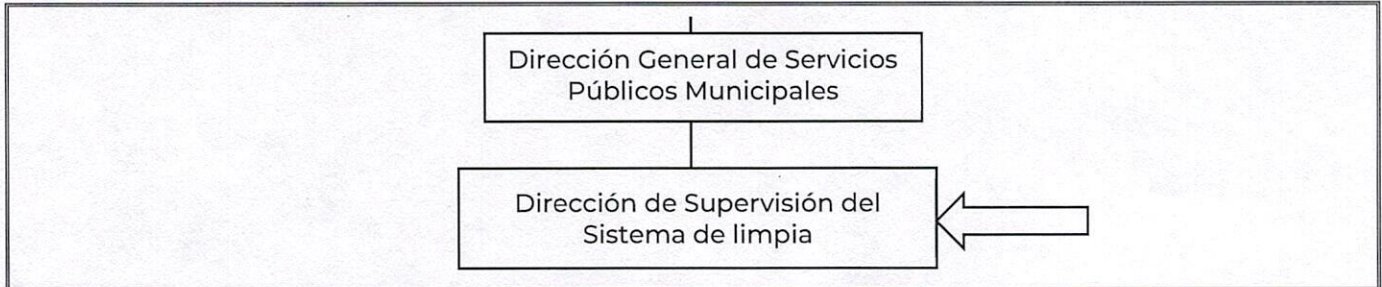 Dirección General de Servicios
Públicos Municipales
Dirección de Supervisión del
Sistema de limpia